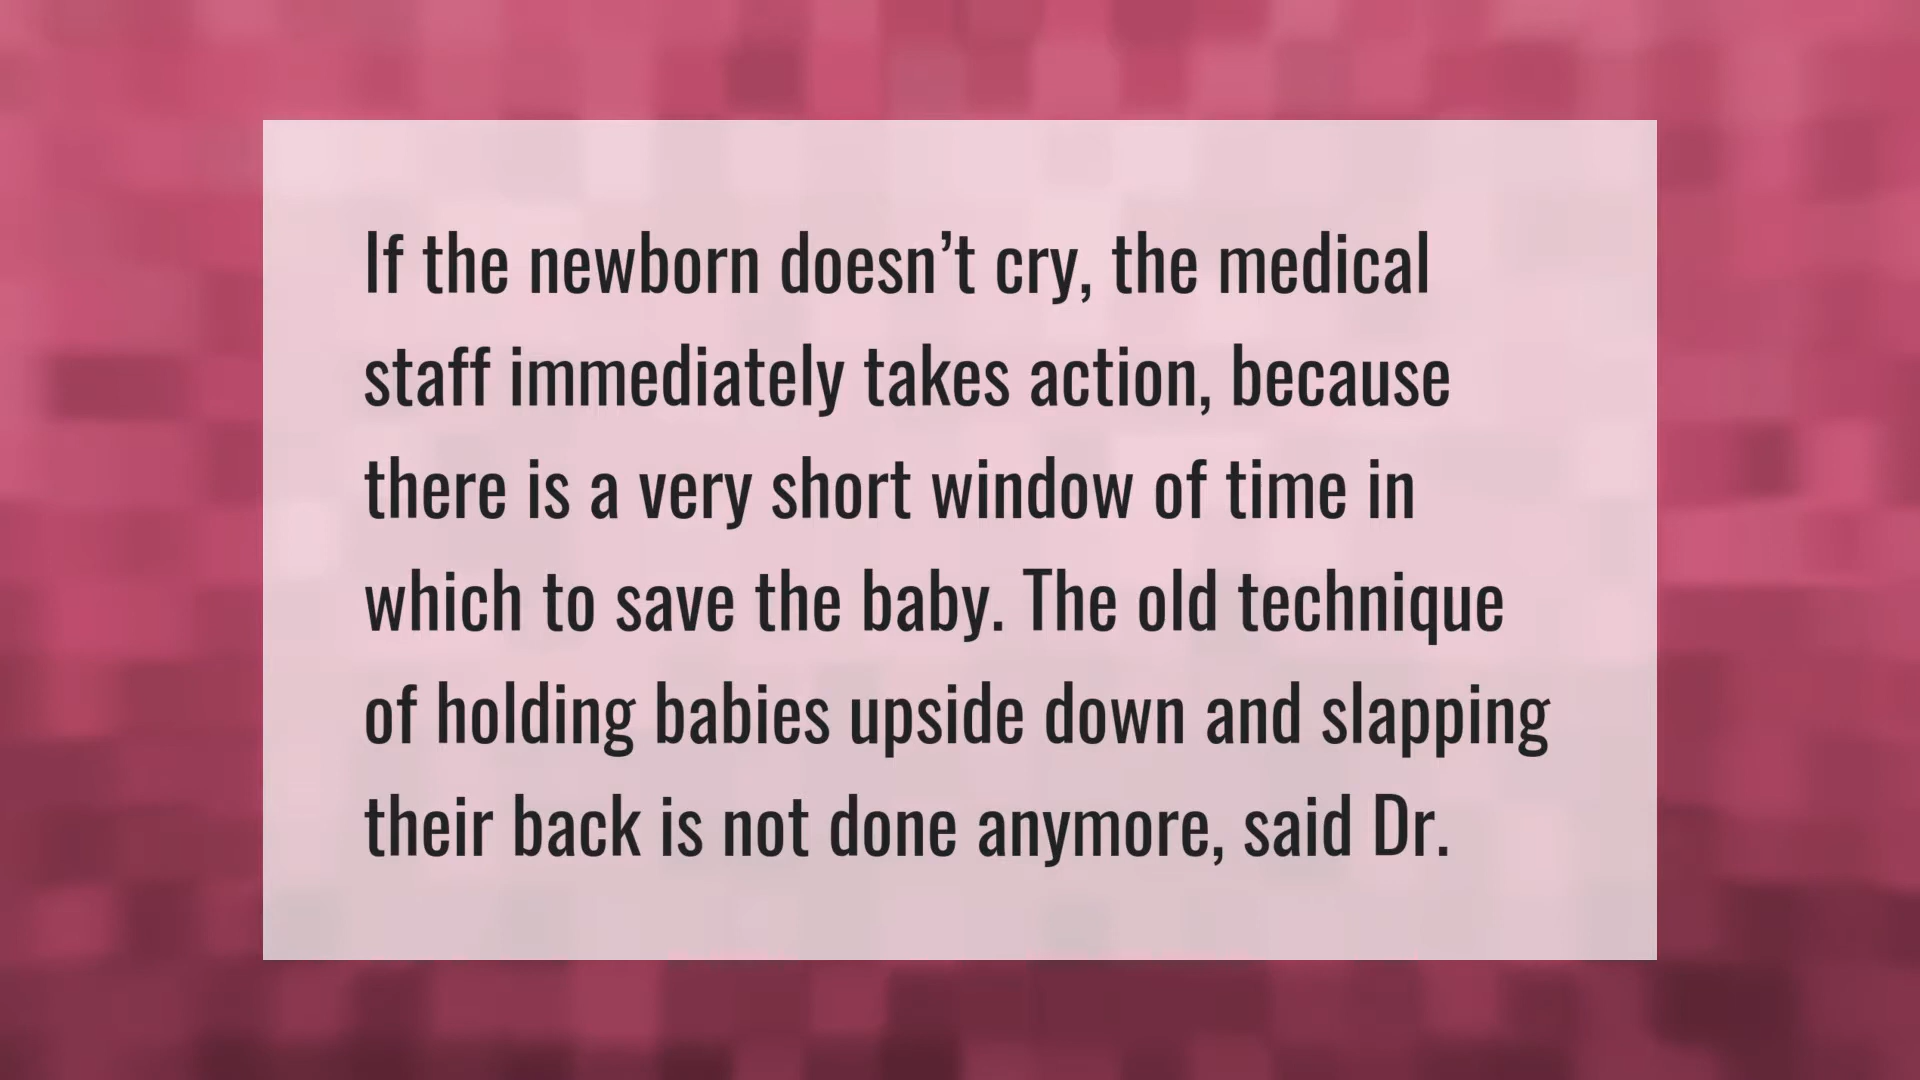 If the newborn doesn’t cry, the medical
staff immediately takes action, because
there is a very short window of time in
which to save the baby. The old technique
of holding babies upside down and slapping
their back is not done anymore, said Dr.